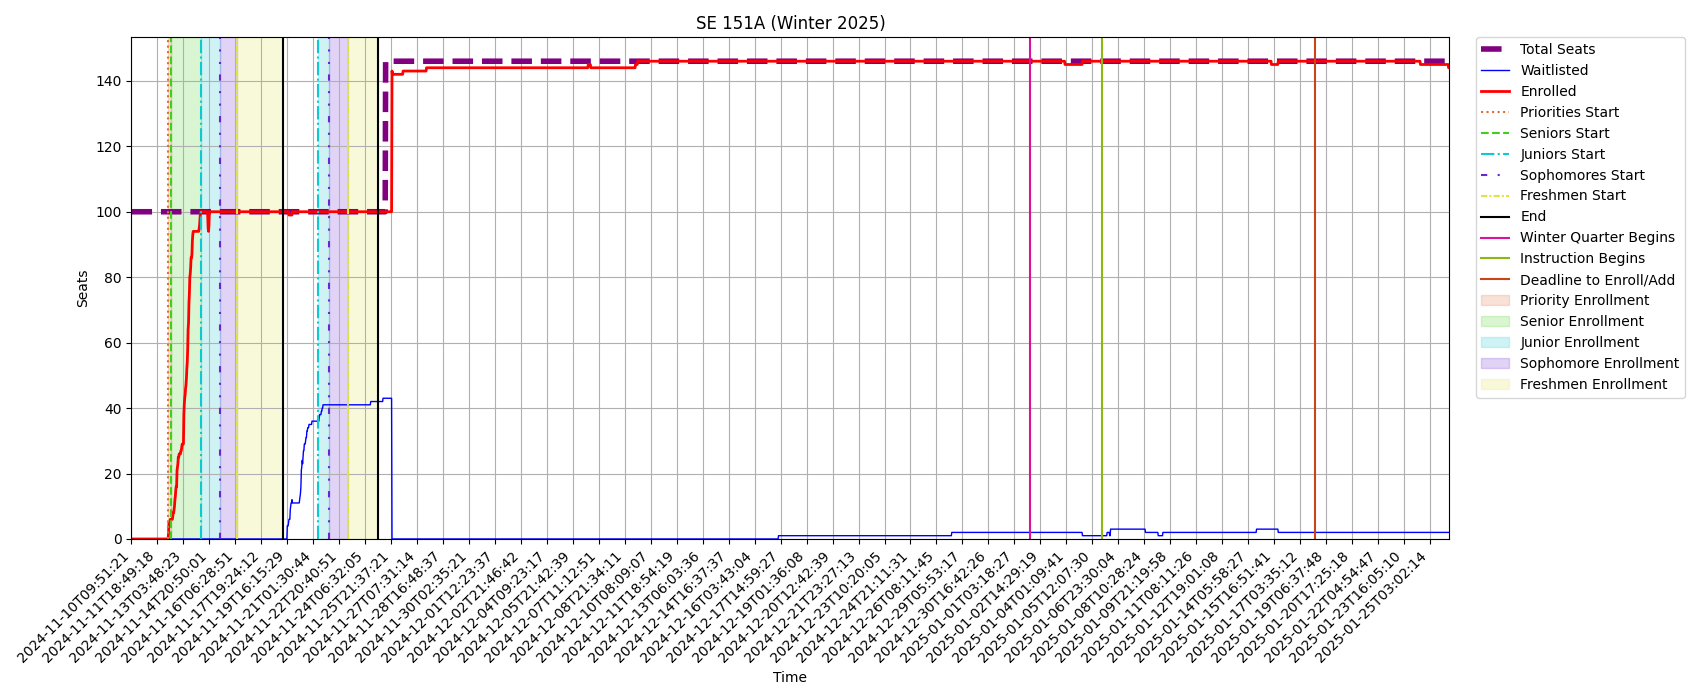 SE 151A (Winter 2025)
Seats
140
120
100
80
60
40
20
0
2024-11-10T09:51:21
2024-11-11T18:49:18
2024-11-13T03:48:23
2024-11-14T20:50:01
2024-11-16T06:28:51
2024-11-17T19:24:12
2024-11-19T16:15:29
2024-11-21T01:30:44
2024-11-22T20:40:51
2024-11-24T06:32:05
2024-11-25T21:37:21
2024-11-27T07:31:14
2024-11-28T16:48:37
2024-11-30T02:35:21
2024-12-01T12:23:37
2024-12-02T21:46:42
2024-12-04T09:23:17
2024-12-05T21:42:39
2024-12-07T11:12:51
2024-12-08T21:34:11
2024-12-10T08:09:07
2024-12-11T18:54:19
2024-12-13T06:03:36
2024-12-14T16:37:37
2024-12-16T03:43:04
2024-12-17T14:59:27
2024-12-19T01:36:08
2024-12-20T12:42:39
2024-12-21T23:27:13
2024-12-23T10:20:05
2024-12-24T21:11:31
2024-12-26T08:11:45
2024-12-29T05:53:17
2024-12-30T16:42:26
2025-01-01T03:18:27
2025-01-02T14:29:19
2025-01-04T01:09:41
2025-01-05T12:07:30
2025-01-06T23:30:04
2025-01-08T10:28:24
2025-01-09T21:19:58
2025-01-11T08:11:26
2025-01-12T19:01:08
2025-01-14T05:58:27
2025-01-15T16:51:41
2025-01-17T03:35:12
2025-01-19T06:37:48
2025-01-20T17:25:18
2025-01-22T04:54:47
2025-01-23T16:05:10
2025-01-25T03:02:14
Time
Total Seats
Waitlisted
Enrolled
Priorities Start
Seniors Start
Juniors Start
Sophomores Start
Freshmen Start
End
Winter Quarter Begins
Instruction Begins
Deadline to Enroll/Add
Priority Enrollment
Senior Enrollment
Junior Enrollment
Sophomore Enrollment
Freshmen Enrollment